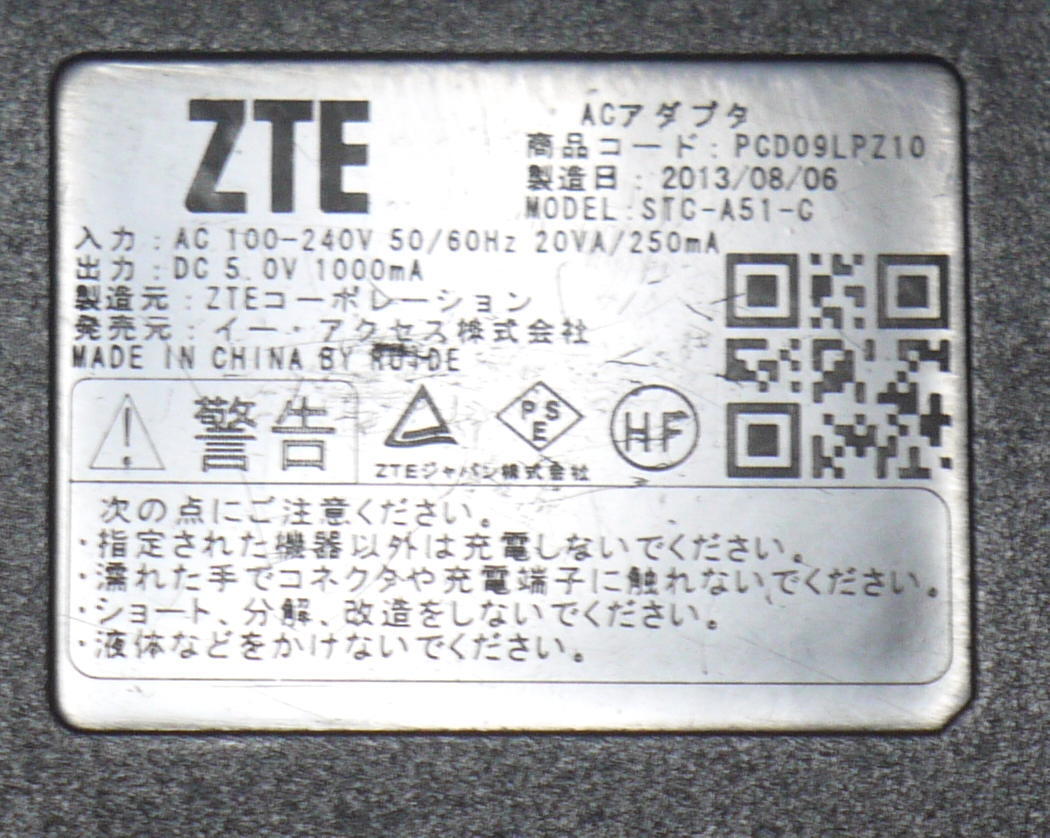 ZTE
ACアダプタ
商品コード:PCD09LPZ10
製造日:2013/08/06
MODEL:STC-A51-C
入力:AC 100-240V 50/60Hz 20VA/250mA
出力:DC 5.0V 1000mA
製造元:ZTEコーポレーション
発売元:イー・アクセス株式会社
MADE IN CHINA BY RUIDE
警告
PSE
HF
ZTEジャパン株式会社
次の点にご注意ください。
・指定された機器以外は充電しないでください。
・濡れた手でコネクタや充電端子に触れないでください。
・ショート、分解、改造をしないでください。
・液体などをかけないでください。